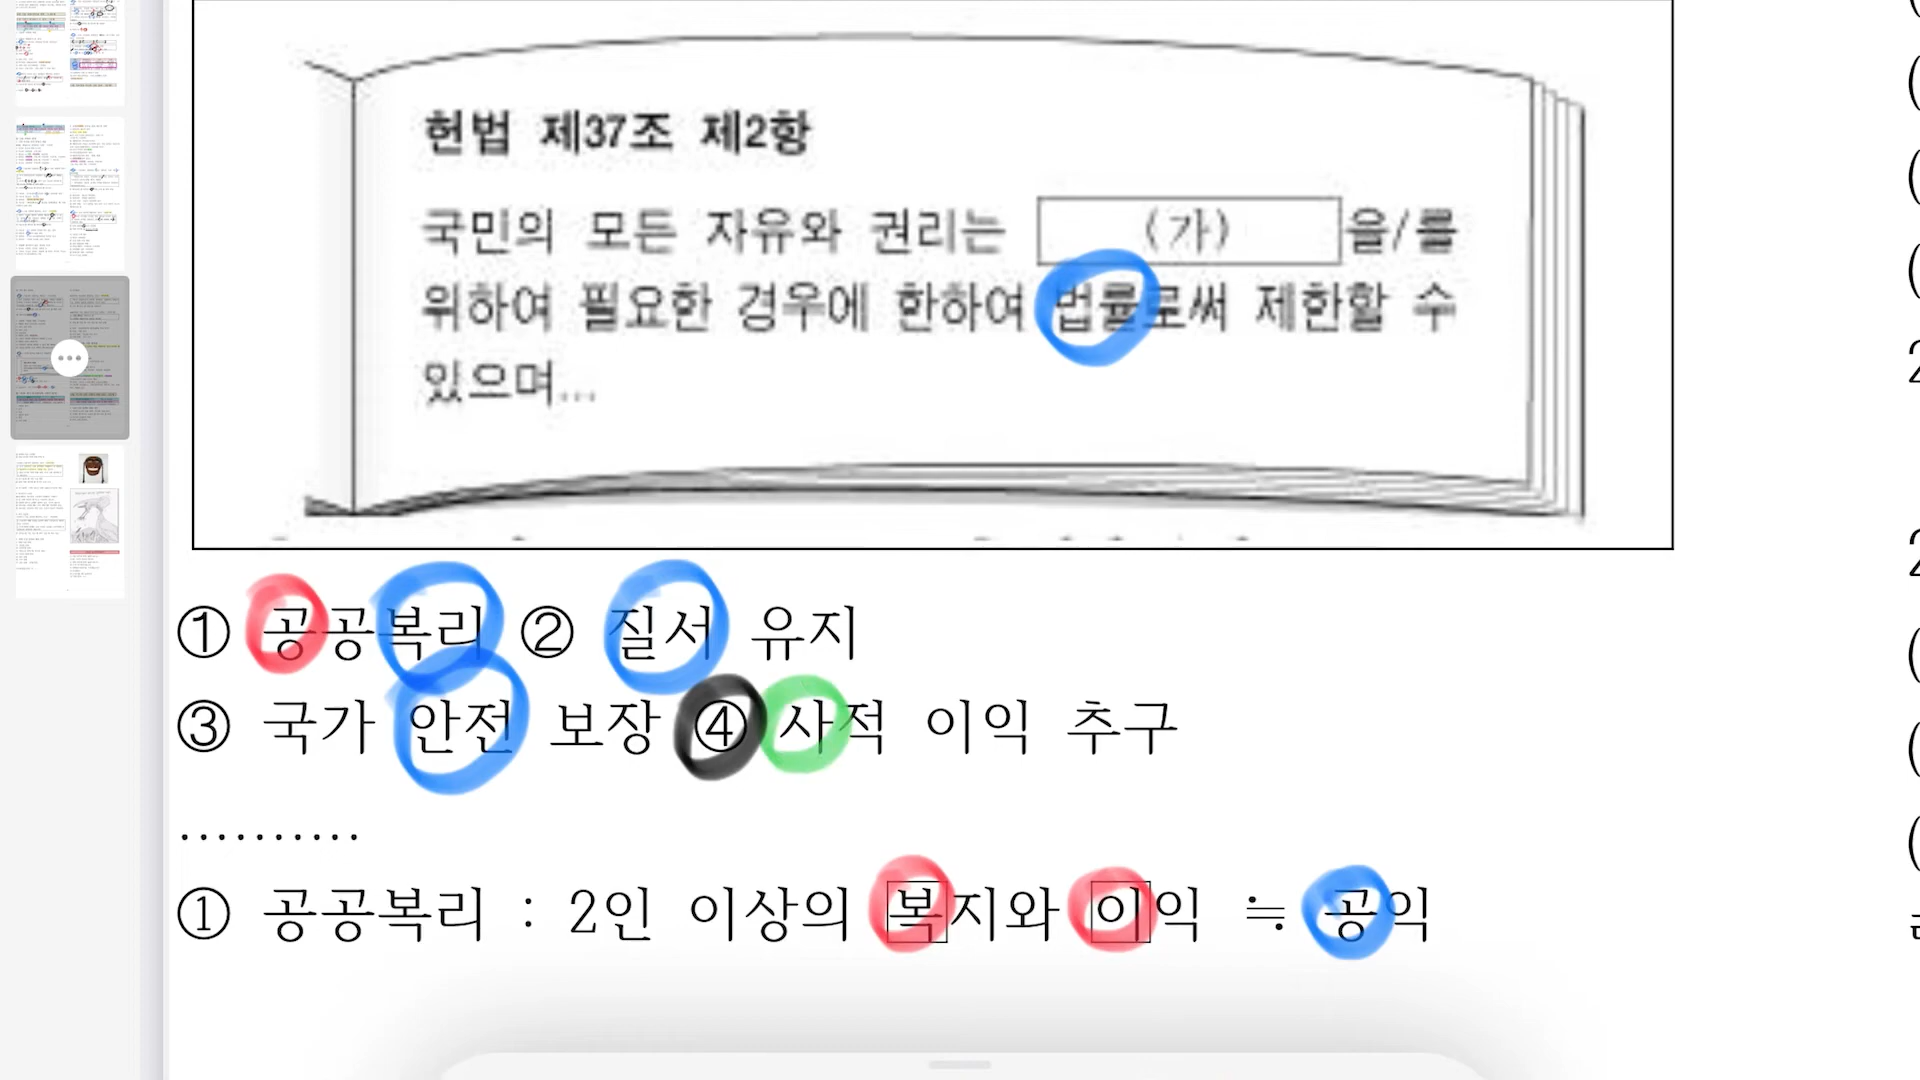 헌법 제37조 제2항
국민의 모든 자유와 권리는 (가) 을/를
위하여 필요한 경우에 한하여 법률로써 제한할 수
있으며...
① 공공복리 ② 질서 유지
③ 국가 안전 보장 ④ 사적 이익 추구
..........
① 공공복리 : 2인 이상의 복지와 이익 ≒ 공익